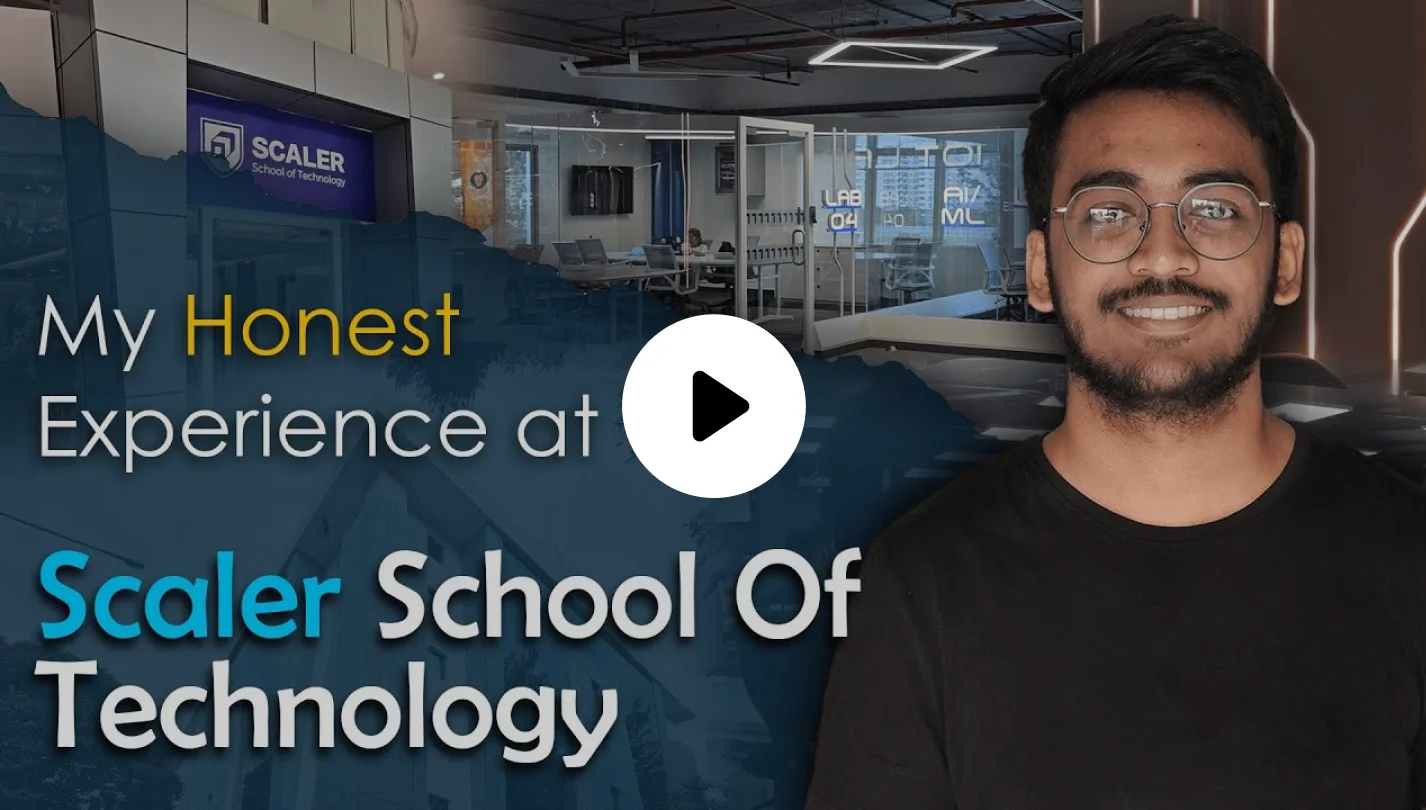 SCALER
School of Technology
LAB
04
AI/
ML
My Honest
Experience at
Scaler School Of
Technology